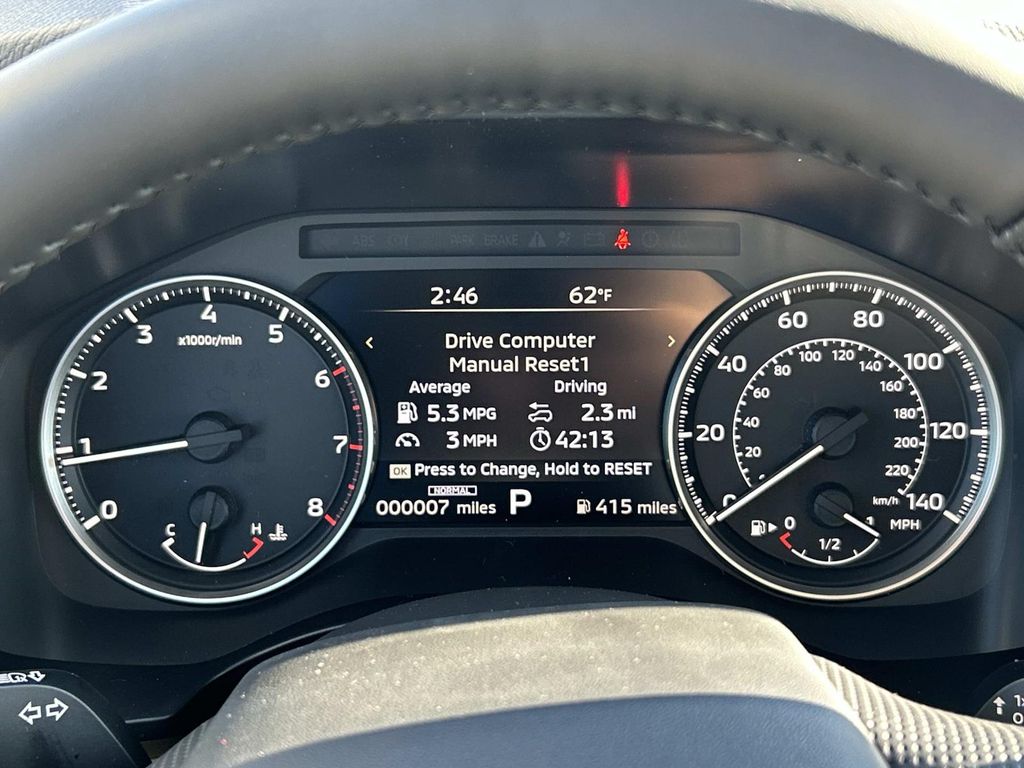 ABS
PARK BRAKE
2:46 62°F
Drive Computer
Manual Reset1
Average Driving
5.3 MPG 2.3 mi
3 MPH 42:13
OK Press to Change, Hold to RESET
NORMAL
000007 miles P 415 miles
0 1 2 3 4 5 6 7 8
x1000r/min
C H
0 20 40 60 80 100 120 140
MPH
20 40 60 80 100 120 140 160 180 200 220
km/h
0 1/2 1